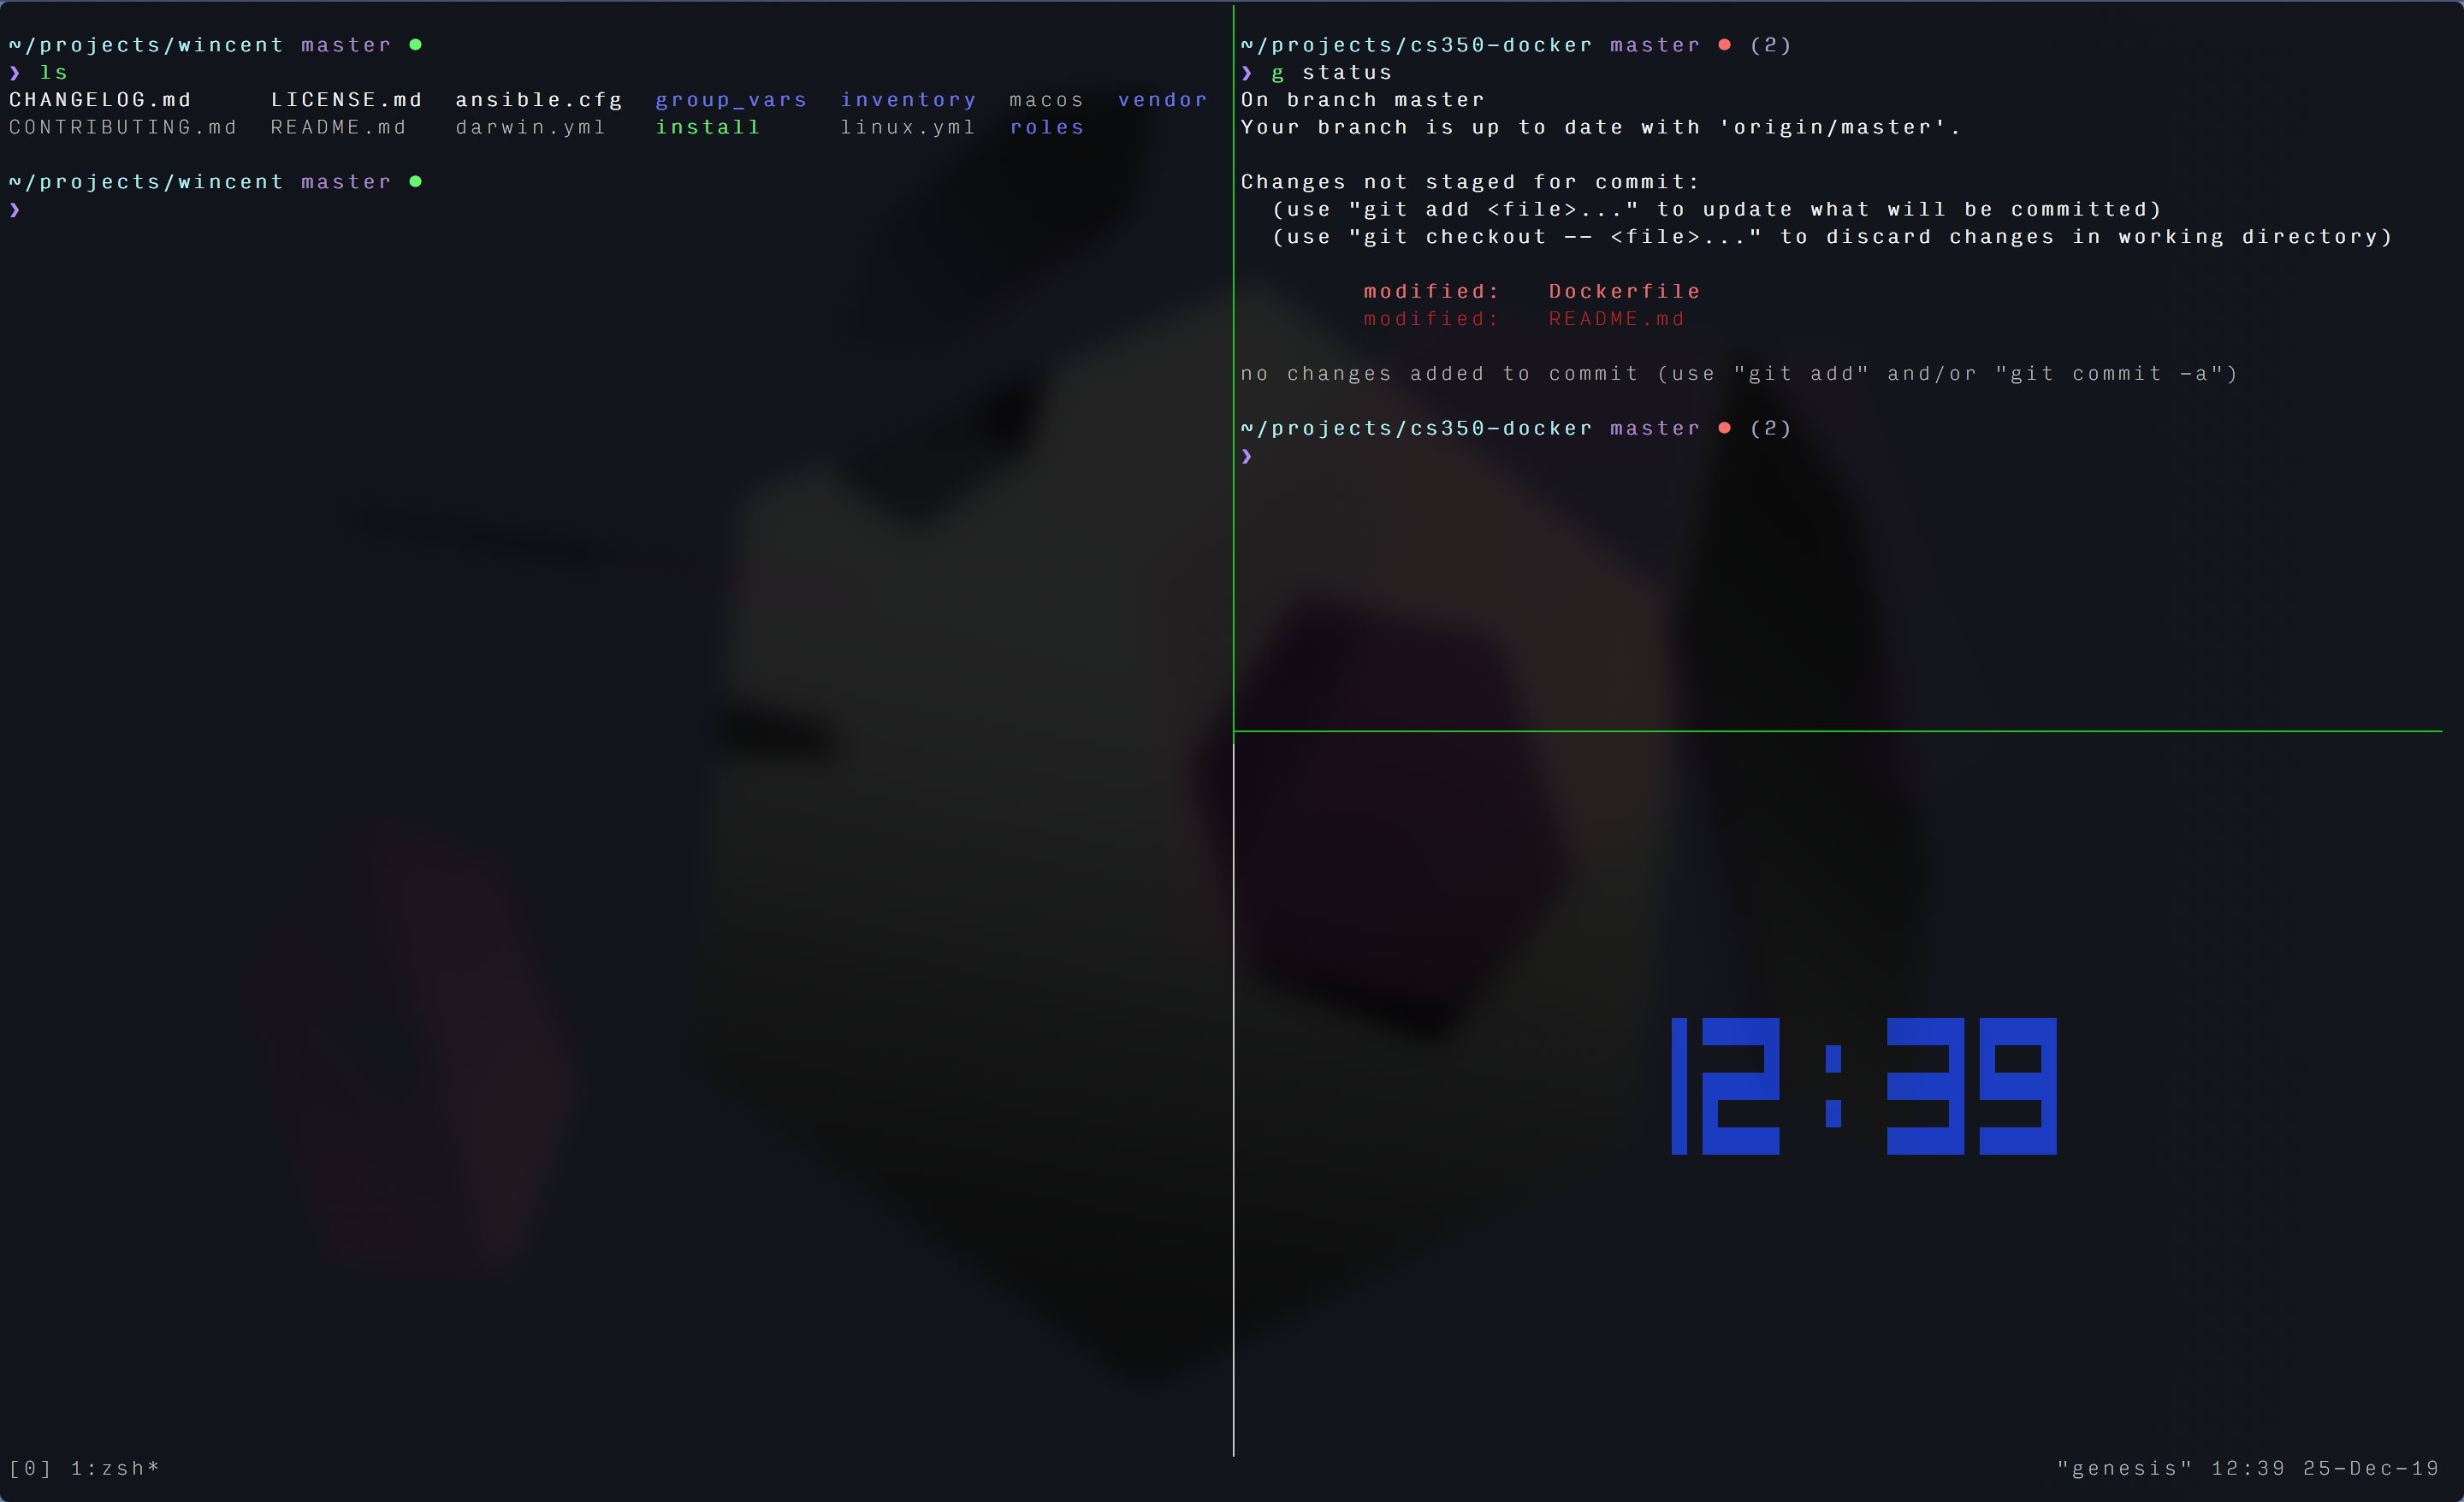 ~/projects/wincent master ●
❯ ls
CHANGELOG.md LICENSE.md ansible.cfg group_vars inventory macos vendor
CONTRIBUTING.md README.md darwin.yml install linux.yml roles
~/projects/wincent master ●
❯
~/projects/cs350-docker master ● (2)
❯ g status
On branch master
Your branch is up to date with 'origin/master'.
Changes not staged for commit:
(use "git add <file>..." to update what will be committed)
(use "git checkout -- <file>..." to discard changes in working directory)
modified: Dockerfile
modified: README.md
no changes added to commit (use "git add" and/or "git commit -a")
~/projects/cs350-docker master ● (2)
❯
12:39
[0] 1:zsh* "genesis" 12:39 25-Dec-19